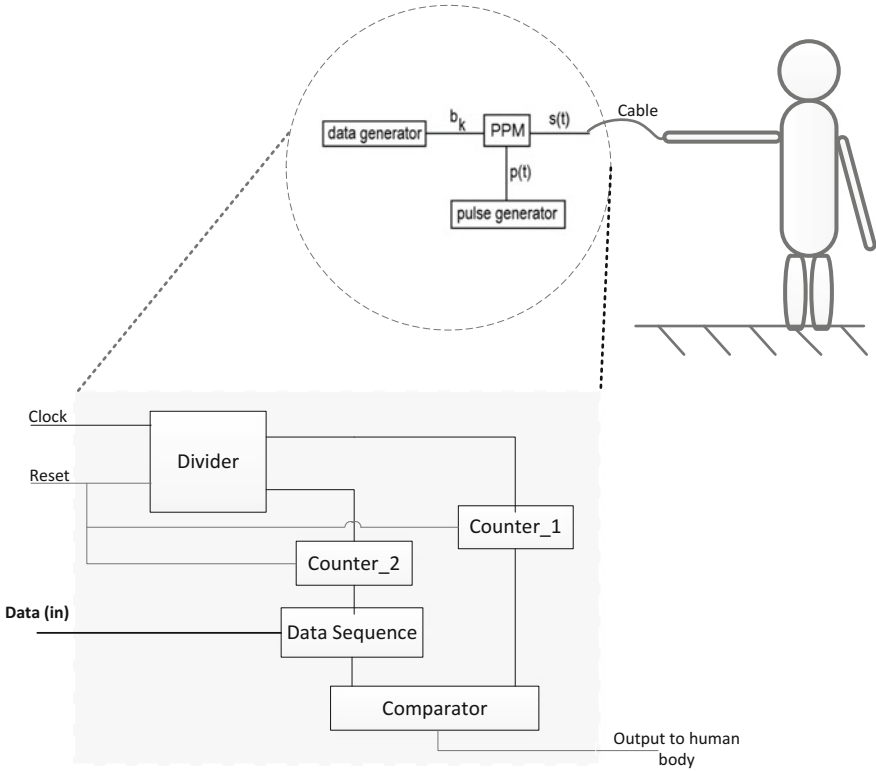 Cable
b_k
s(t)
data generator
PPM
p(t)
pulse generator
Clock
Divider
Reset
Counter_1
Counter_2
Data (in)
Data Sequence
Comparator
Output to human
body